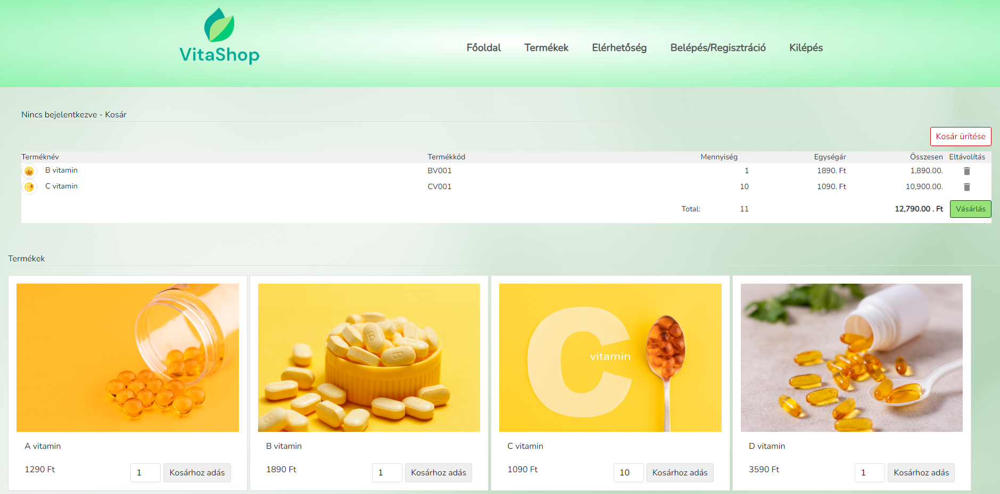 VitaShop
Főoldal Termékek Elérhetőség Belépés/Regisztráció Kilépés
Nincs bejelentkezve - Kosár
Kosár ürítése
Terméknév Termékkód Mennyiség Egységár Összesen Eltávolítás
B vitamin BV001 1 1890. Ft 1,890.00.
C vitamin CV001 10 1090. Ft 10,900.00.
Total: 11 12,790.00 . Ft Vásárlás
Termékek
B
B
C
vitamin
A vitamin
1290 Ft 1 Kosárhoz adás
B vitamin
1890 Ft 1 Kosárhoz adás
C vitamin
1090 Ft 10 Kosárhoz adás
D vitamin
3590 Ft 1 Kosárhoz adás